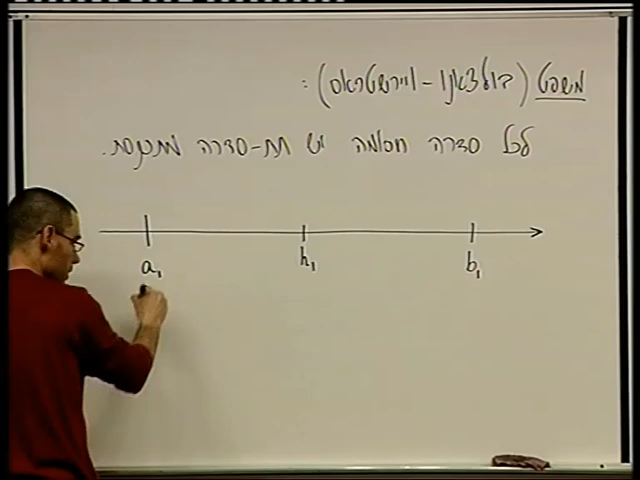 משפט (בולצאנו-ויירשטראס):
לכל סדרה חסומה יש תת-סדרה מתכנסת.
a₁ h₁ b₁